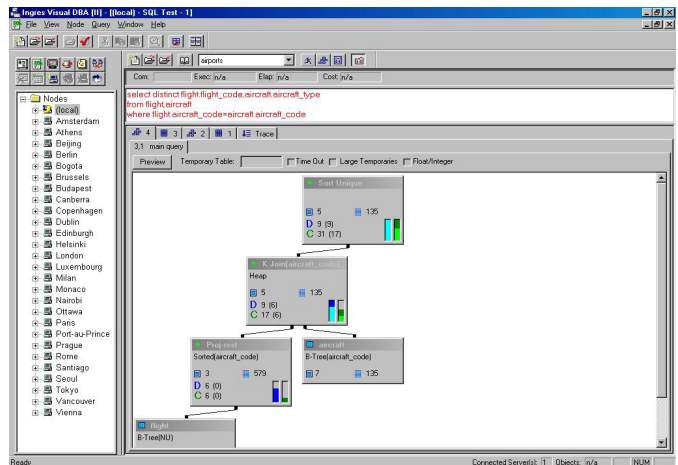 Ingres Visual DBA [II] - [(local) - SQL Test - 1]
File View Node Query Window Help
airports
Com: Exec: n/a Elap: n/a Cost: n/a
select distinct flight.flight_code,aircraft.aircraft_type
from flight,aircraft
where flight.aircraft_code=aircraft.aircraft_code
4 3 2 1 Trace
3,1 main query
Preview Temporary Table: Time Out Large Temporaries Float/Integer
Nodes
(local)
Amsterdam
Athens
Beijing
Berlin
Bogota
Brussels
Budapest
Canberra
Copenhagen
Dublin
Edinburgh
Helsinki
London
Luxembourg
Milan
Monaco
Nairobi
Ottawa
Paris
Port-au-Prince
Prague
Rome
Santiago
Seoul
Tokyo
Vancouver
Vienna
Sort Unique
5 135
D 9 (9)
C 31 (17)
K Join(aircraft_code)
Heap
5 135
D 9 (6)
C 17 (6)
Proj-rest
Sorted(aircraft_code)
3 579
D 6 (0)
C 6 (0)
aircraft
B-Tree(aircraft_code)
7 135
flight
B-Tree(NU)
Ready
Connected Server(s): 1 Objects: n/a NUM